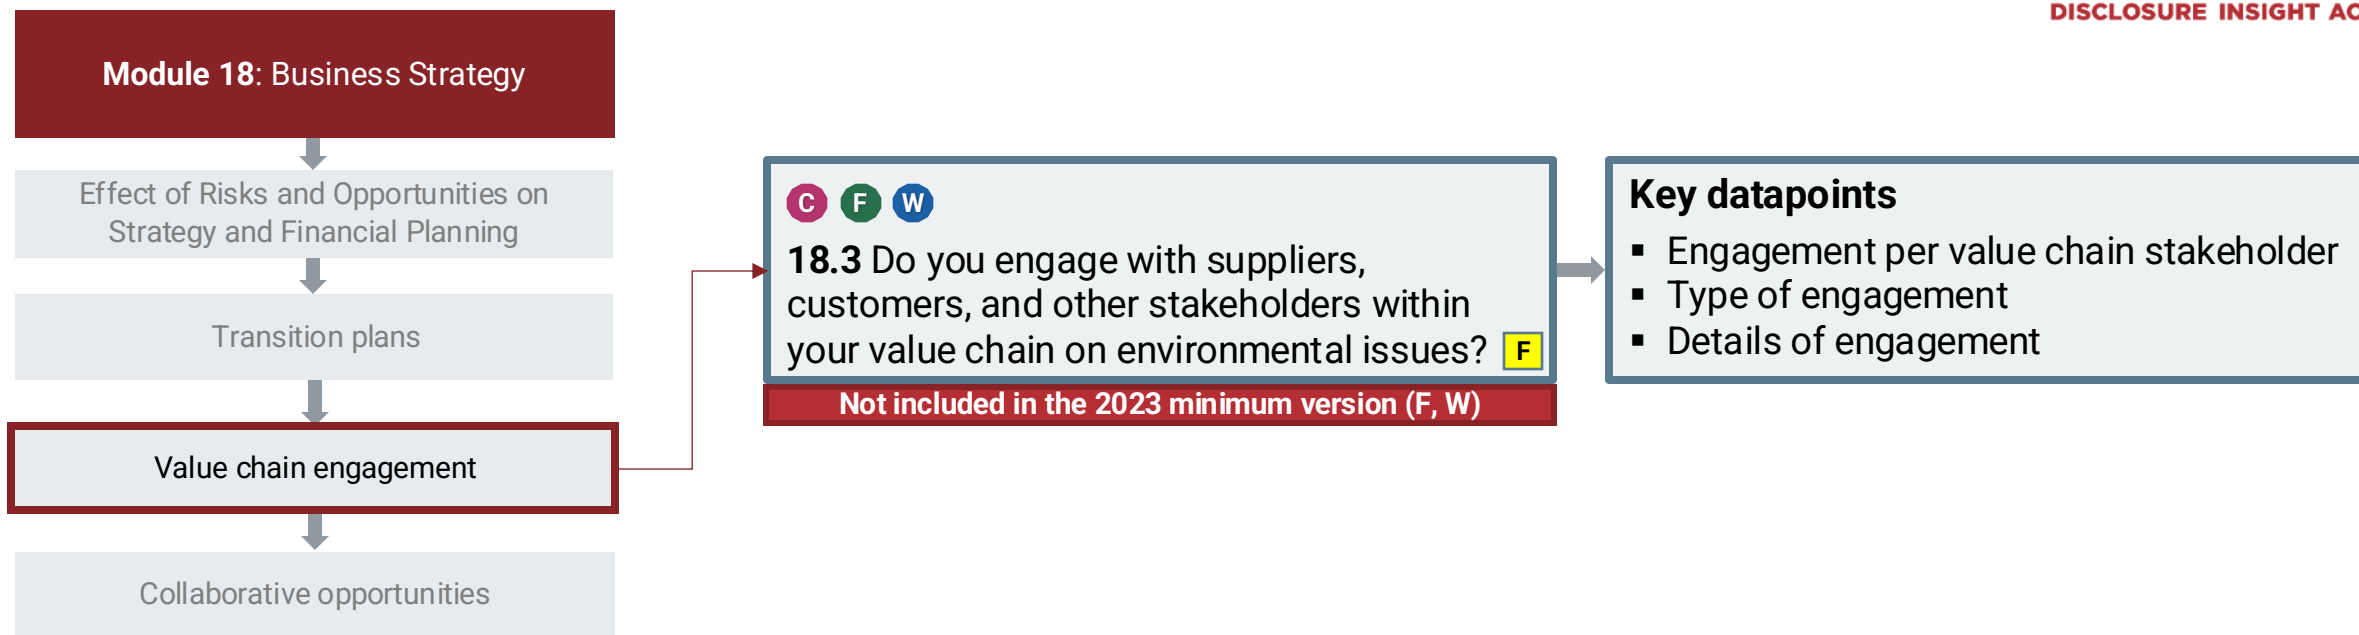 DISCLOSURE INSIGHT AC
Module 18: Business Strategy
Effect of Risks and Opportunities on
Strategy and Financial Planning
Transition plans
Value chain engagement
Collaborative opportunities
C F W
18.3 Do you engage with suppliers,
customers, and other stakeholders within
your value chain on environmental issues? F
Not included in the 2023 minimum version (F, W)
Key datapoints
▪ Engagement per value chain stakeholder
▪ Type of engagement
▪ Details of engagement